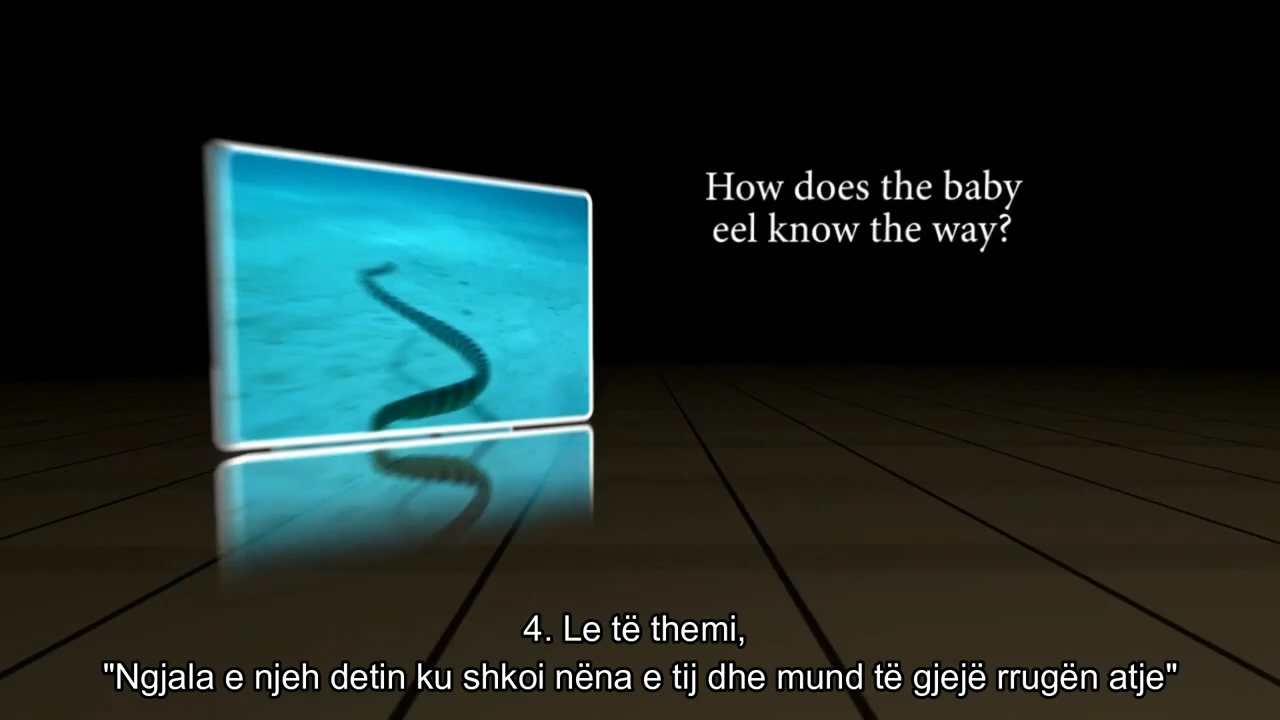 How does the baby
eel know the way?
4. Le të themi,
"Ngjala e njeh detin ku shkoi nëna e tij dhe mund të gjejë rrugën atje"